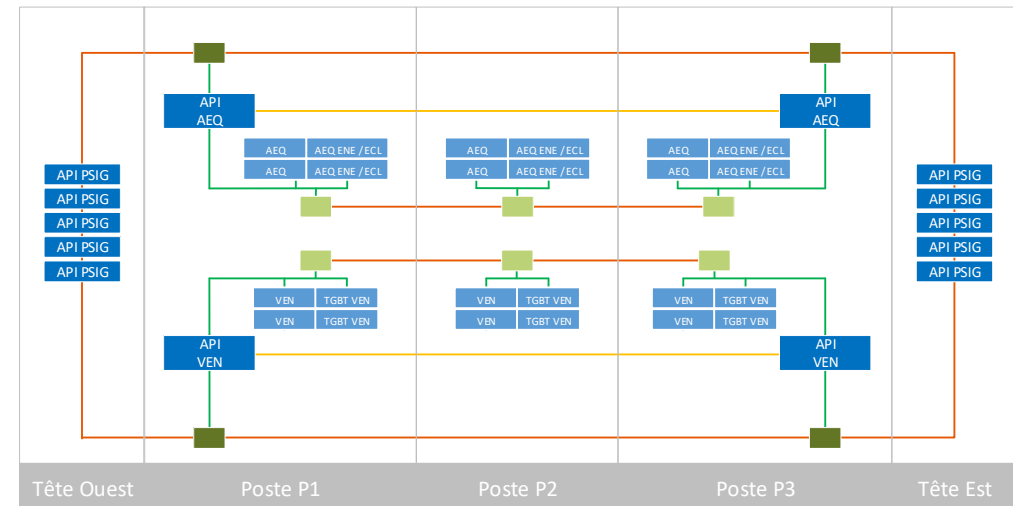 API
AEQ
API
AEQ
AEQ AEQ ENE / ECL
AEQ AEQ ENE / ECL
AEQ AEQ ENE / ECL
AEQ AEQ ENE / ECL
AEQ AEQ ENE / ECL
AEQ AEQ ENE / ECL
API PSIG
API PSIG
API PSIG
API PSIG
API PSIG
API PSIG
API PSIG
API PSIG
API PSIG
API PSIG
VEN TGBT VEN
VEN TGBT VEN
VEN TGBT VEN
VEN TGBT VEN
VEN TGBT VEN
VEN TGBT VEN
API
VEN
API
VEN
Tête Ouest
Poste P1
Poste P2
Poste P3
Tête Est